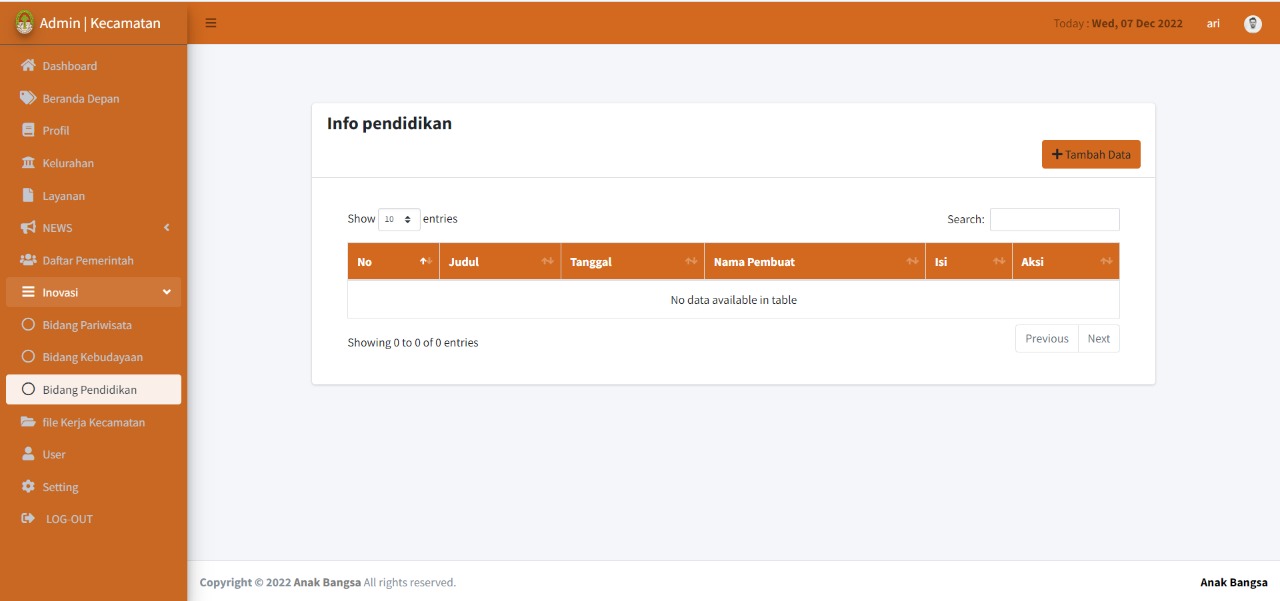 Admin | Kecamatan
Today : Wed, 07 Dec 2022
ari
Dashboard
Beranda Depan
Profil
Kelurahan
Layanan
NEWS
Daftar Pemerintah
Inovasi
Bidang Pariwisata
Bidang Kebudayaan
Bidang Pendidikan
file Kerja Kecamatan
User
Setting
LOG-OUT
Info pendidikan
Tambah Data
Show 10 entries
Search:
No Judul Tanggal Nama Pembuat Isi Aksi
No data available in table
Showing 0 to 0 of 0 entries
Previous Next
Copyright © 2022 Anak Bangsa All rights reserved.
Anak Bangsa